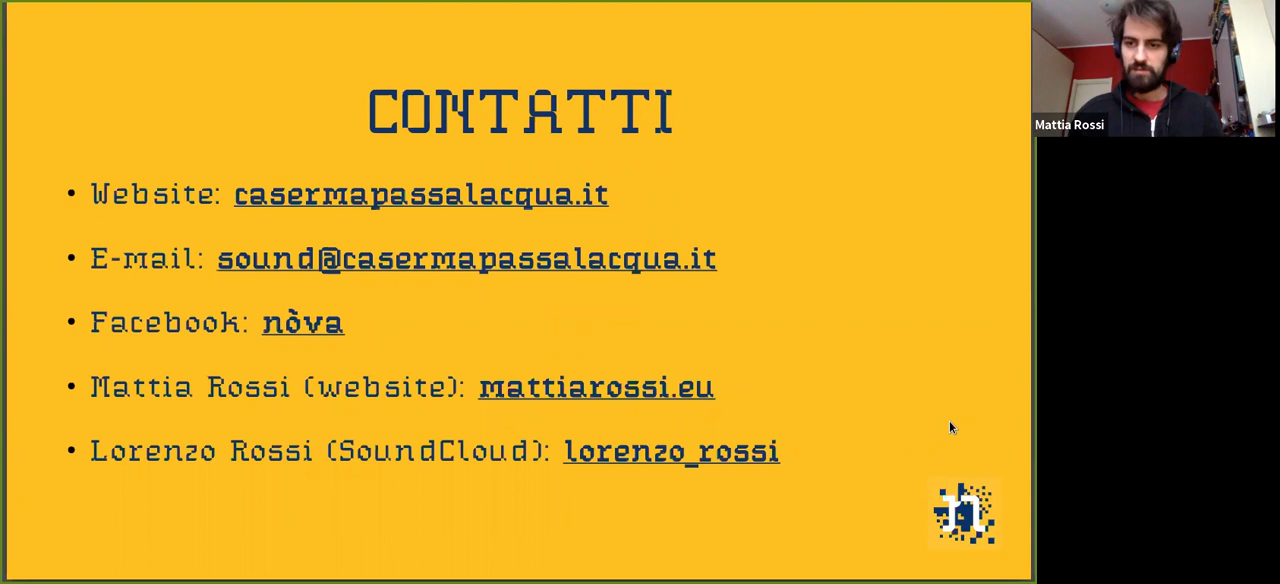 CONTATTI
• Website: casermapassalacqua.it
• E-mail: sound@casermapassalacqua.it
• Facebook: nòva
• Mattia Rossi (website): mattiarossi.eu
• Lorenzo Rossi (SoundCloud): lorenzo_rossi
n
Mattia Rossi